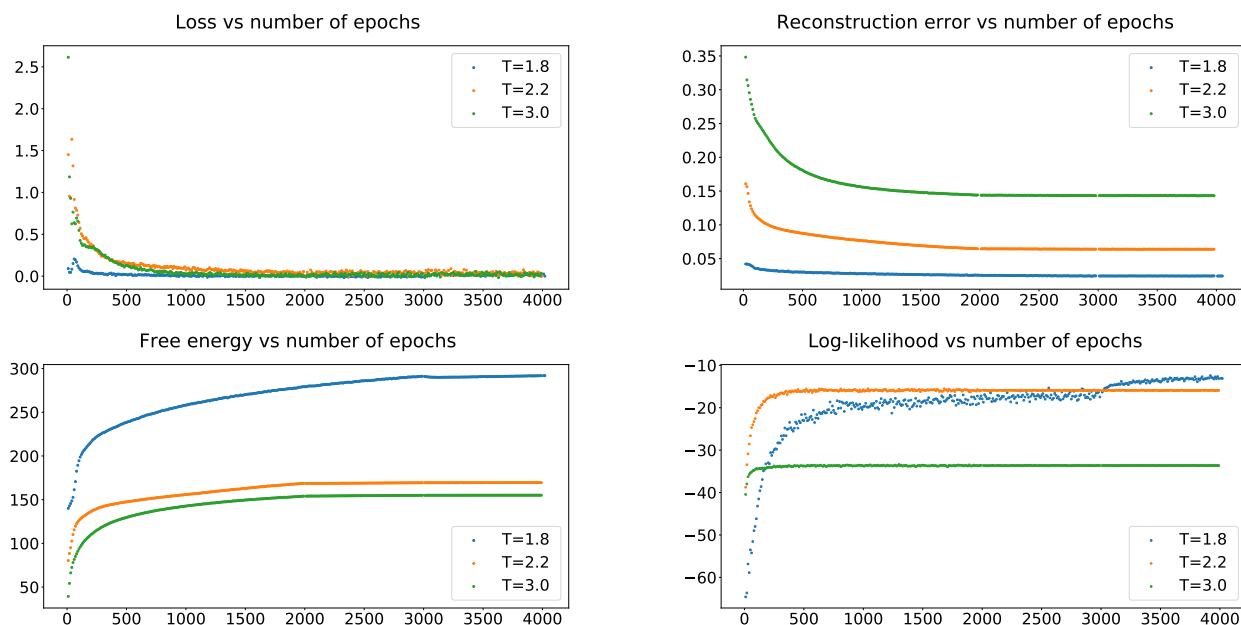 Loss vs number of epochs
2.5
2.0
1.5
1.0
0.5
0.0
T=1.8
T=2.2
T=3.0
0 500 1000 1500 2000 2500 3000 3500 4000
Reconstruction error vs number of epochs
0.35
0.30
0.25
0.20
0.15
0.10
0.05
T=1.8
T=2.2
T=3.0
0 500 1000 1500 2000 2500 3000 3500 4000
Free energy vs number of epochs
300
250
200
150
100
50
T=1.8
T=2.2
T=3.0
0 500 1000 1500 2000 2500 3000 3500 4000
Log-likelihood vs number of epochs
−10
−20
−30
−40
−50
−60
T=1.8
T=2.2
T=3.0
0 500 1000 1500 2000 2500 3000 3500 4000